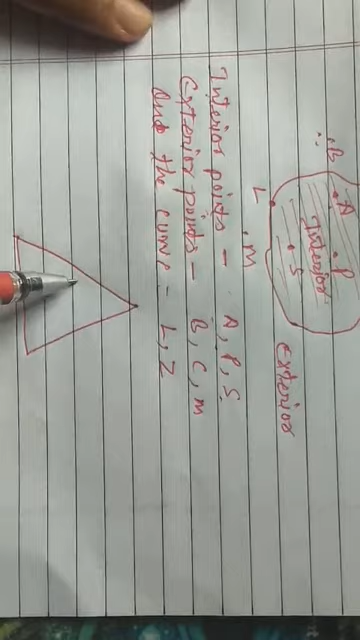 .B
.A
.P
Interior
.S
L
.M
exterior
Interior points - A, P, S
Exterior points - B, C, M
And the curve - L, Z